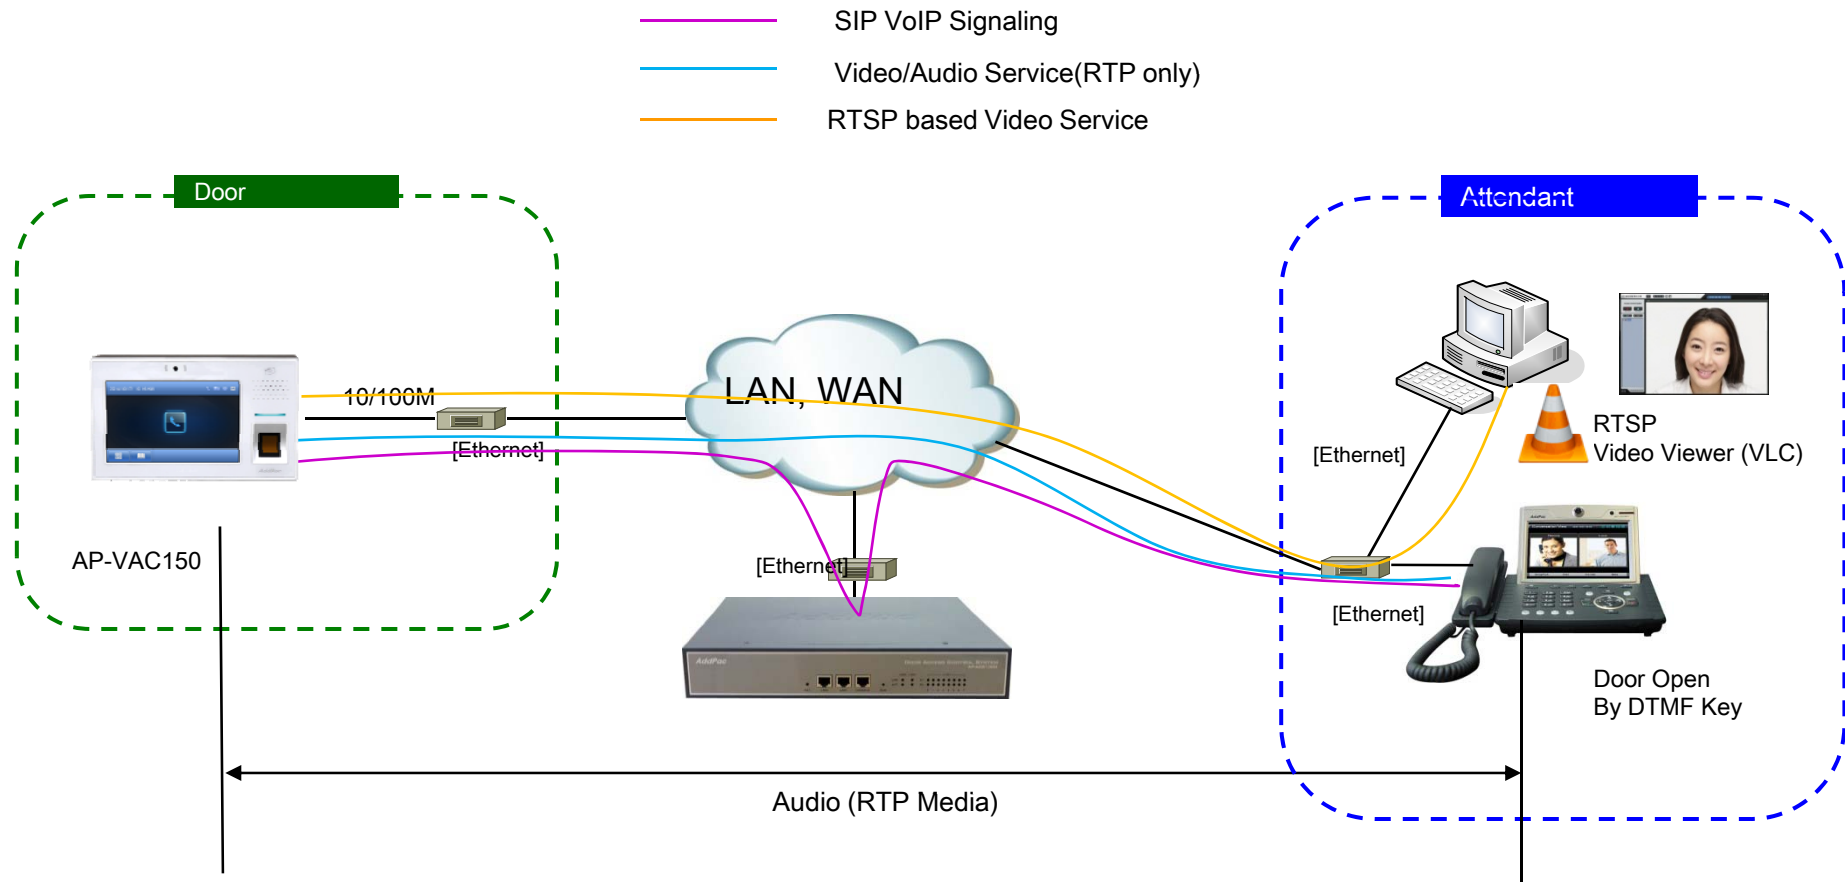 SIP VoIP Signaling
Video/Audio Service(RTP only)
RTSP based Video Service
Door
Attendant
10/100M
[Ethernet]
LAN, WAN
[Ethernet]
RTSP
Video Viewer (VLC)
AP-VAC150
[Ethernet]
[Ethernet]
AddPac
Door Open
By DTMF Key
Audio (RTP Media)